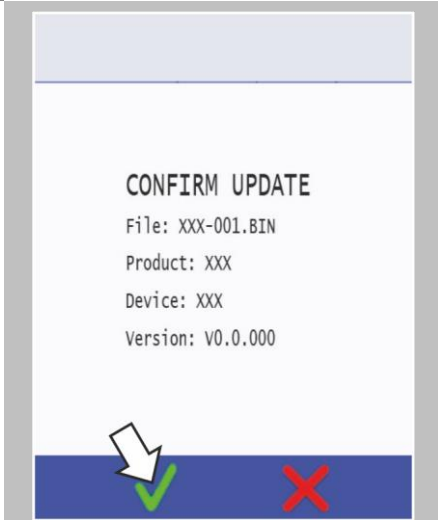 CONFIRM UPDATE
File: XXX-001.BIN
Product: XXX
Device: XXX
Version: V0.0.000